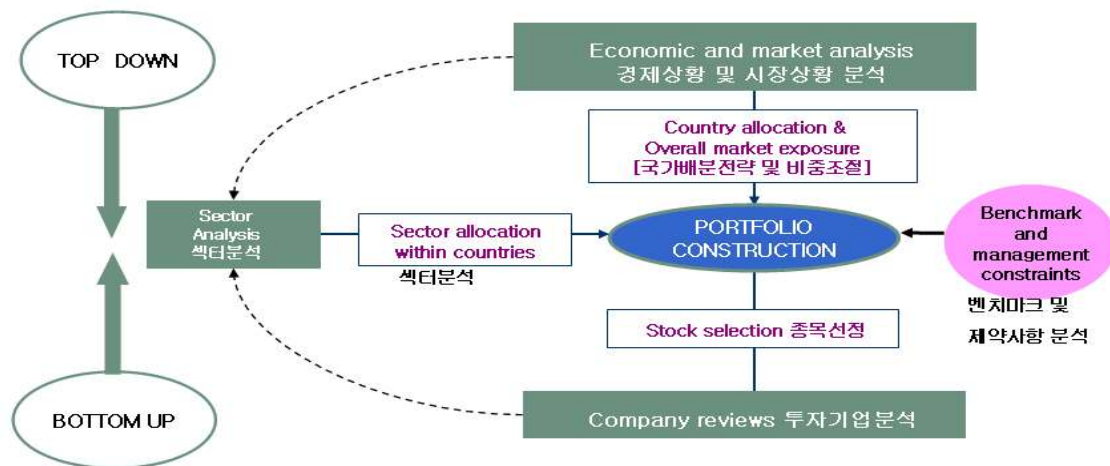 TOP DOWN
Economic and market analysis
경제상황 및 시장상황 분석
Country allocation &
Overall market exposure
[국가배분전략 및 비중조절]
Sector
Analysis
섹터분석
Sector allocation
within countries
섹터분석
PORTFOLIO
CONSTRUCTION
Benchmark
and
management
constraints
벤치마크 및
제약사항 분석
Stock selection 종목선정
BOTTOM UP
Company reviews 투자기업분석